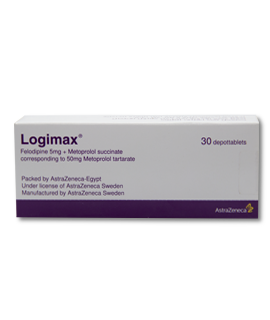 Logimax®
Felodipine 5mg + Metoprolol succinate
corresponding to 50mg Metoprolol tartarate
30 depottablets
Packed by AstraZeneca-Egypt
Under license of AstraZeneca Sweden
Manufactured by AstraZeneca Sweden
AstraZeneca